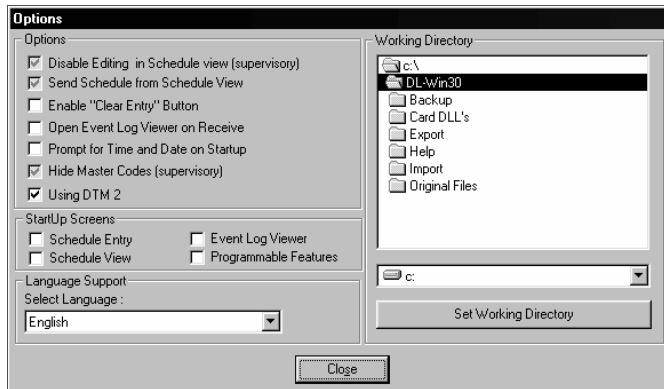 Options
Options
Disable Editing in Schedule view (supervisory)
Send Schedule from Schedule View
Enable "Clear Entry" Button
Open Event Log Viewer on Receive
Prompt for Time and Date on Startup
Hide Master Codes (supervisory)
Using DTM 2
StartUp Screens
Schedule Entry
Event Log Viewer
Schedule View
Programmable Features
Language Support
Select Language :
English
Working Directory
c:\
DL-Win30
Backup
Card DLL's
Export
Help
Import
Original Files
c:
Set Working Directory
Close